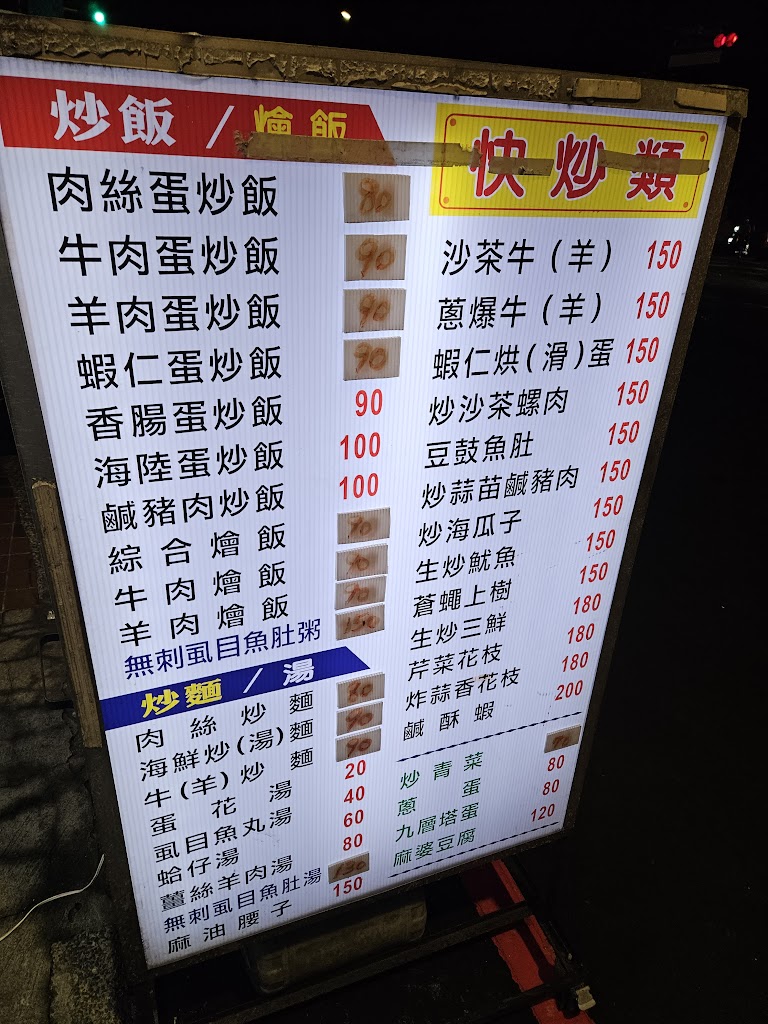 炒飯 / 燴飯
肉絲蛋炒飯 80
牛肉蛋炒飯 90
羊肉蛋炒飯 90
蝦仁蛋炒飯 90
香腸蛋炒飯 90
海陸蛋炒飯 100
鹹豬肉炒飯 100
綜合燴飯
牛肉燴飯
羊肉燴飯
無刺虱目魚肚粥 150
炒麵 / 湯
肉絲炒麵
海鮮炒(湯)麵 90
牛(羊)炒麵 90
蛋花湯 20
虱目魚丸湯 40
蛤仔湯 60
薑絲羊肉湯 80
無刺虱目魚肚湯 130
麻油腰子 150
快炒類
沙茶牛(羊) 150
蔥爆牛(羊) 150
蝦仁烘(滑)蛋 150
炒沙茶螺肉 150
豆鼓魚肚 150
炒蒜苗鹹豬肉 150
炒海瓜子 150
生炒魷魚 150
蒼蠅上樹 150
生炒三鮮 180
芹菜花枝 180
炸蒜香花枝 180
鹹酥蝦 200
炒青菜
蔥蛋 80
九層塔蛋 80
麻婆豆腐 120